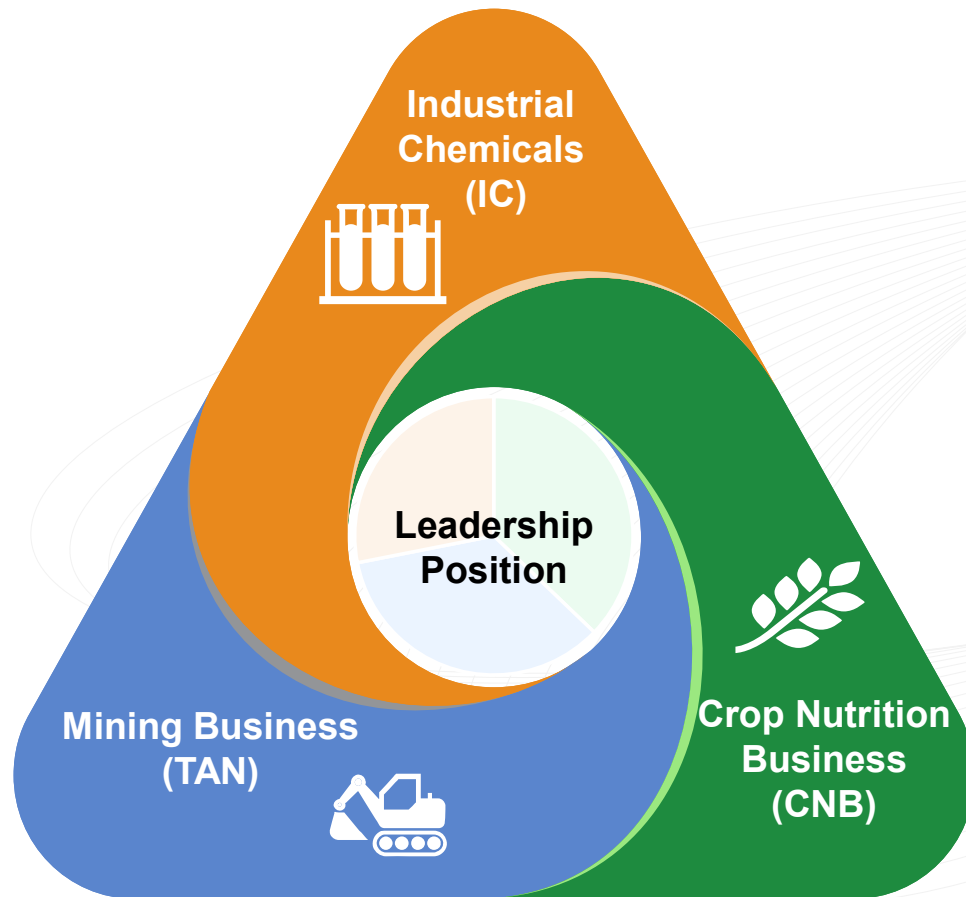 Industrial
Chemicals
(IC)
Leadership
Position
Mining Business
(TAN)
Crop Nutrition
Business
(CNB)